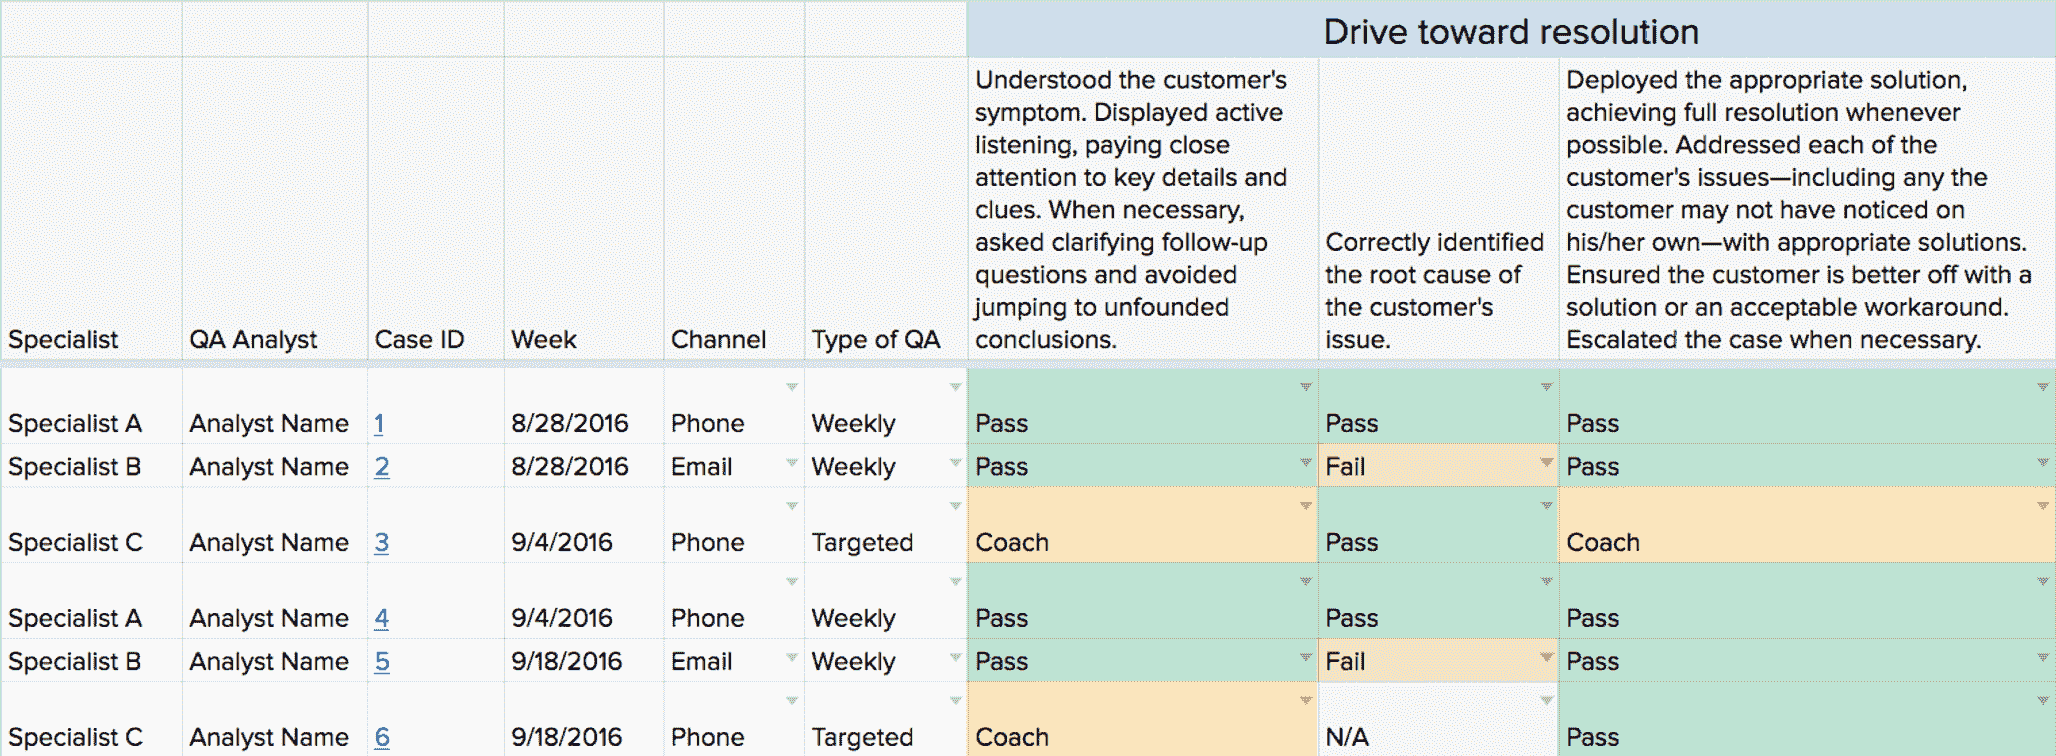 Drive toward resolution
Specialist
QA Analyst
Case ID
Week
Channel
Type of QA
Understood the customer's
symptom. Displayed active
listening, paying close
attention to key details and
clues. When necessary,
asked clarifying follow-up
questions and avoided
jumping to unfounded
conclusions.
Correctly identified
the root cause of
the customer's
issue.
Deployed the appropriate solution,
achieving full resolution whenever
possible. Addressed each of the
customer's issues—including any the
customer may not have noticed on
his/her own—with appropriate solutions.
Ensured the customer is better off with a
solution or an acceptable workaround.
Escalated the case when necessary.
Specialist A Analyst Name 1 8/28/2016 Phone Weekly Pass Pass Pass
Specialist B Analyst Name 2 8/28/2016 Email Weekly Pass Fail Pass
Specialist C Analyst Name 3 9/4/2016 Phone Targeted Coach Pass Coach
Specialist A Analyst Name 4 9/4/2016 Phone Weekly Pass Pass Pass
Specialist B Analyst Name 5 9/18/2016 Email Weekly Pass Fail Pass
Specialist C Analyst Name 6 9/18/2016 Phone Targeted Coach N/A Pass